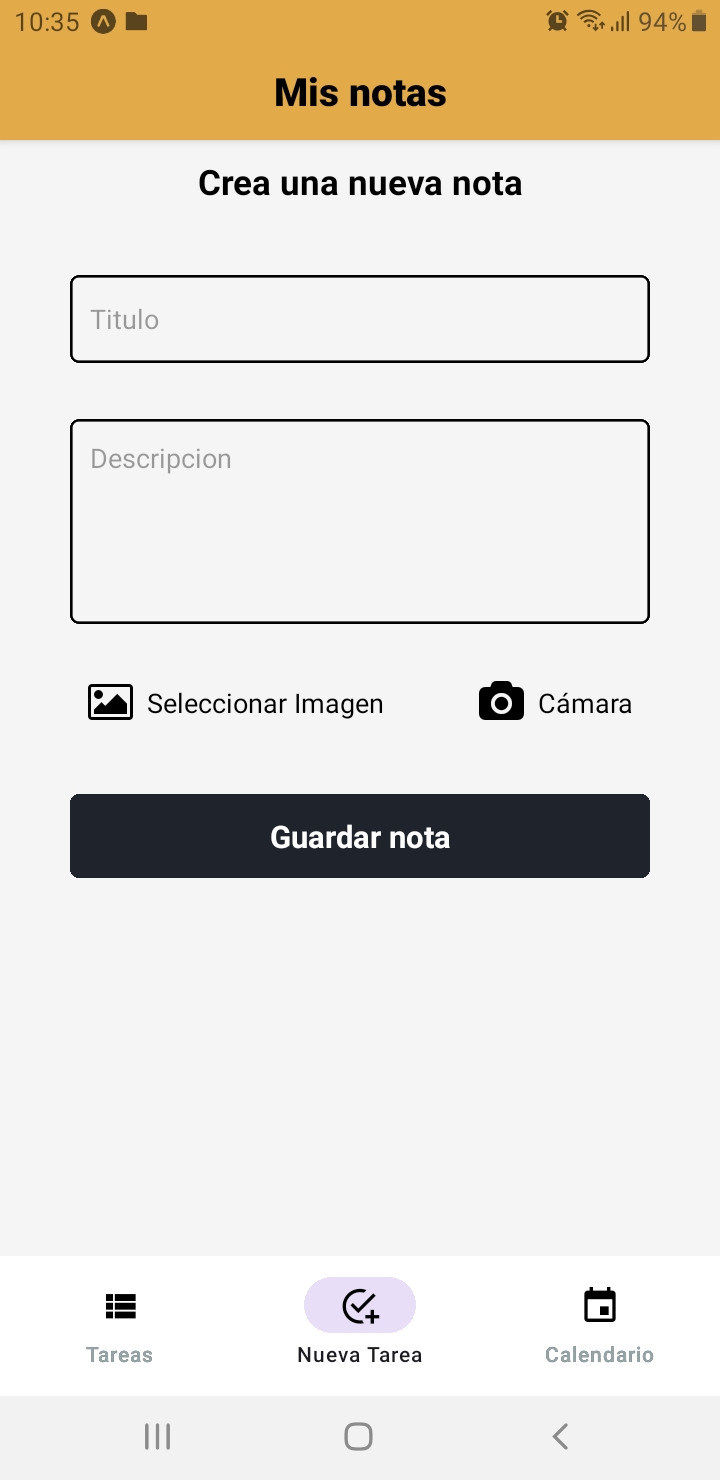 10:35 94%
Mis notas
Crea una nueva nota
Titulo
Descripcion
Seleccionar Imagen Cámara
Guardar nota
Tareas Nueva Tarea Calendario